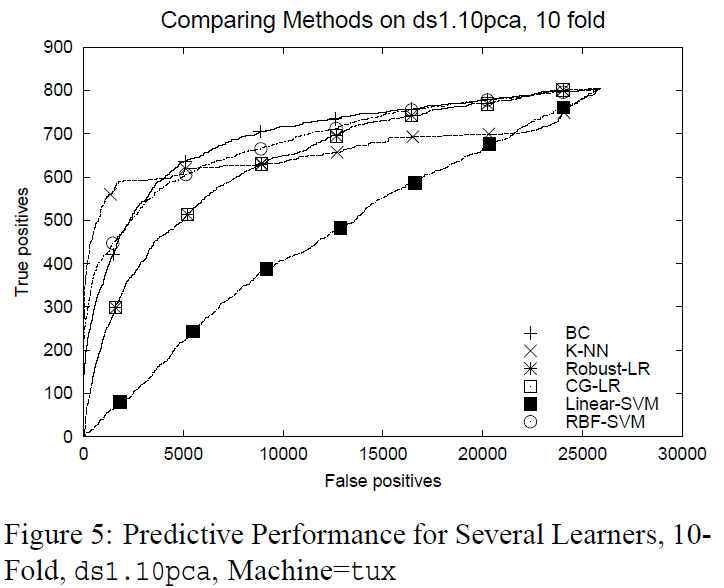 Comparing Methods on ds1.10pca, 10 fold
900
800
700
600
500
400
300
200
100
0
True positives
0 5000 10000 15000 20000 25000 30000
False positives
BC
K-NN
Robust-LR
CG-LR
Linear-SVM
RBF-SVM
Figure 5: Predictive Performance for Several Learners, 10-
Fold, ds1.10pca, Machine=tux